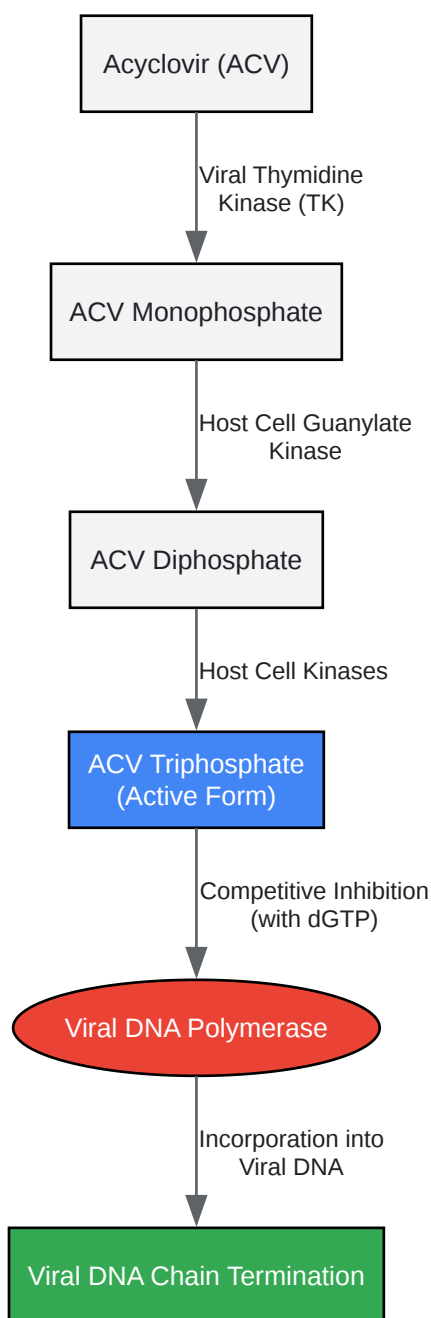 Acyclovir (ACV)
Viral Thymidine
Kinase (TK)
ACV Monophosphate
Host Cell Guanylate
Kinase
ACV Diphosphate
Host Cell Kinases
ACV Triphosphate
(Active Form)
Competitive Inhibition
(with dGTP)
Viral DNA Polymerase
Incorporation into
Viral DNA
Viral DNA Chain Termination